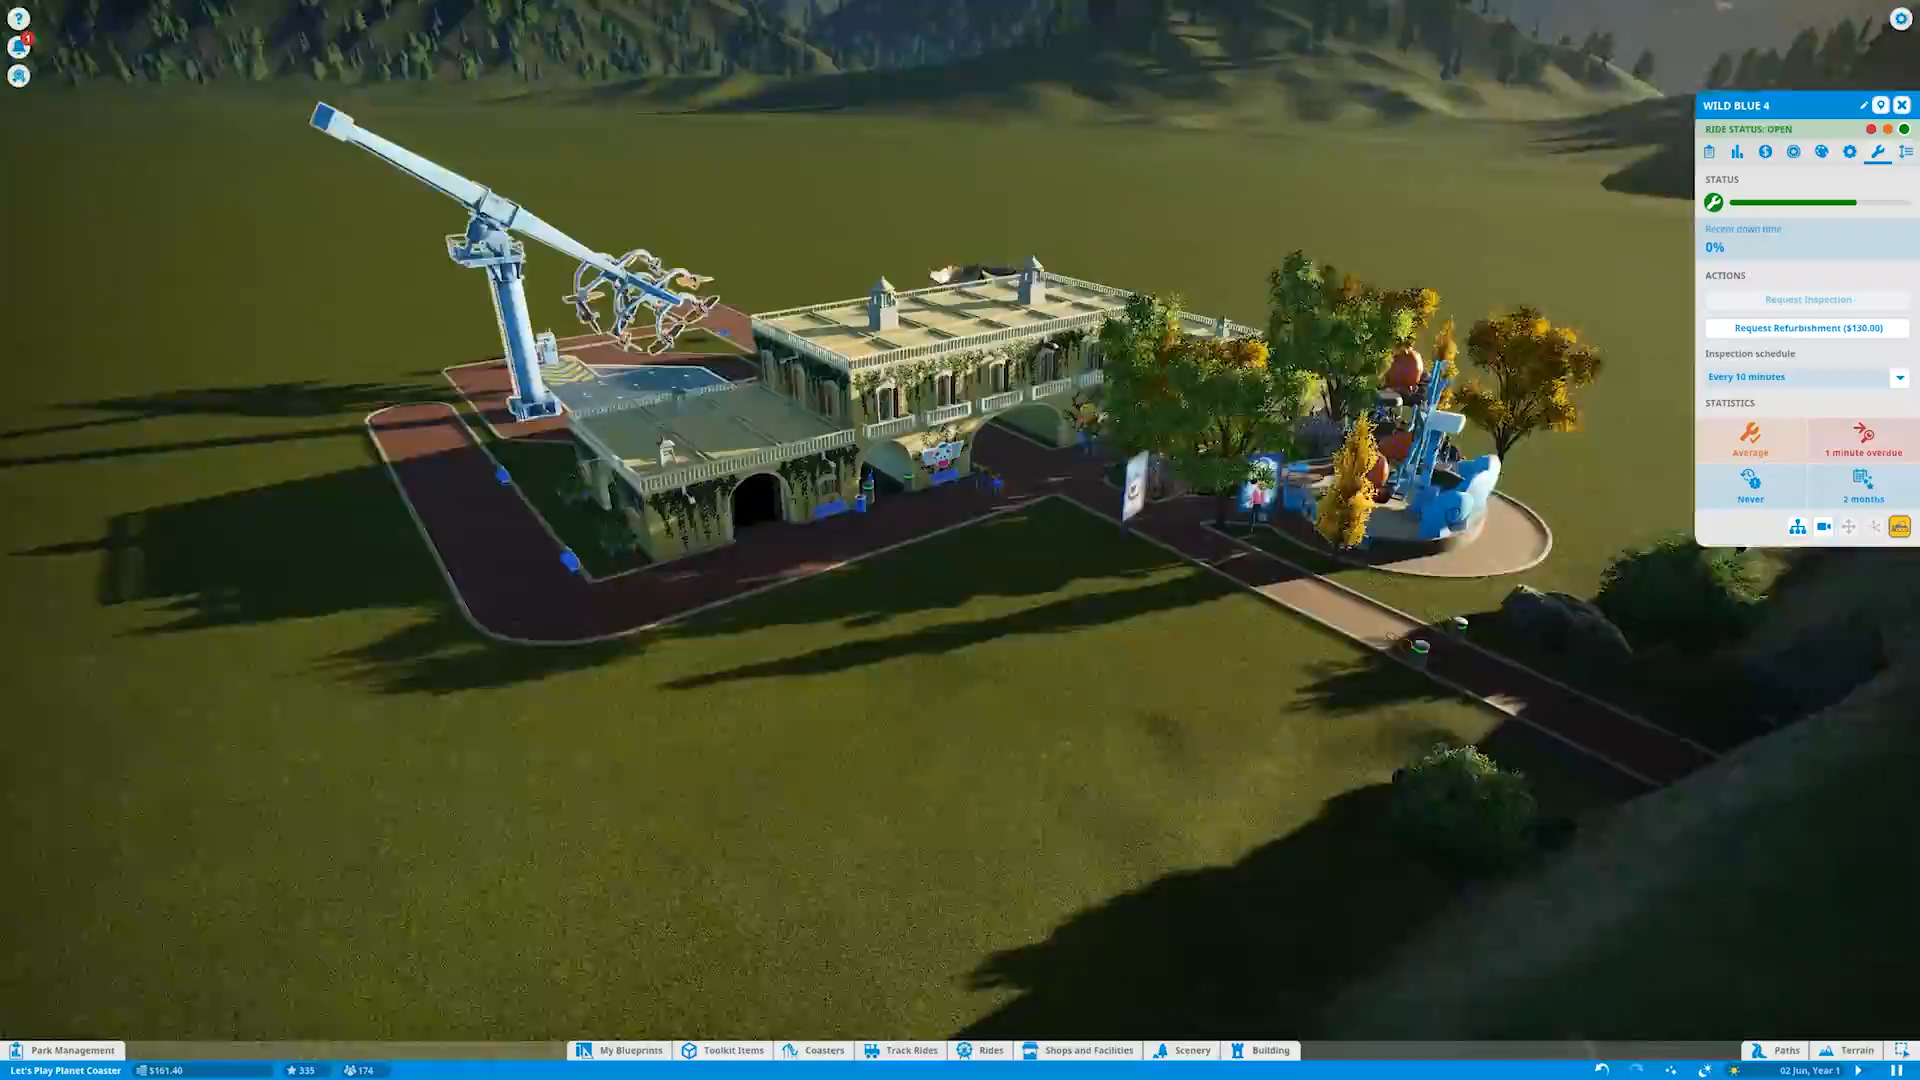 ?
1
WILD BLUE 4
RIDE STATUS: OPEN
STATUS
Recent down time
0%
ACTIONS
Request Inspection
Request Refurbishment ($130.00)
Inspection schedule
Every 10 minutes
STATISTICS
Average
1 minute overdue
Never
2 months
Park Management
My Blueprints
Toolkit Items
Coasters
Track Rides
Rides
Shops and Facilities
Scenery
Building
Paths
Terrain
Let's Play Planet Coaster
$161.40
335
174
02 Jun, Year 1